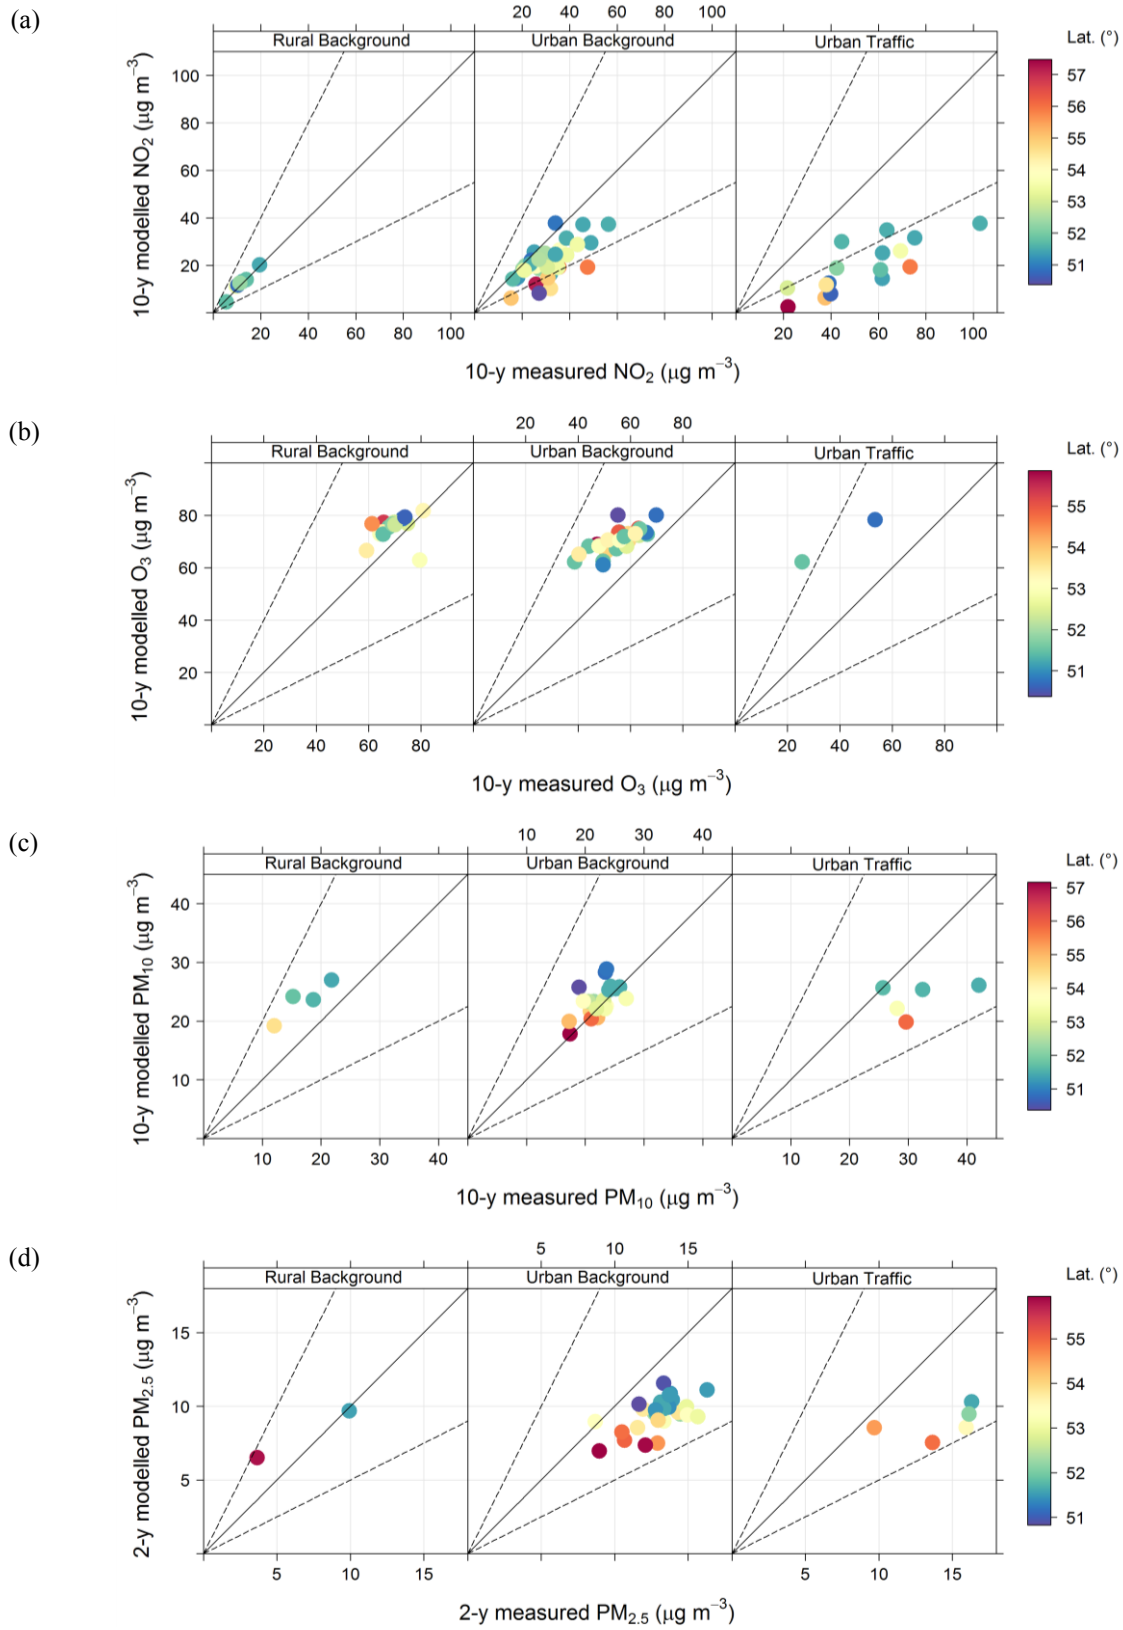 (a)
20 40 60 80 100
Rural Background Urban Background Urban Traffic Lat. (°)
10-y modelled NO₂ (μg m⁻³)
100
80
60
40
20
57
56
55
54
53
52
51
20 40 60 80 100 20 40 60 80 100
10-y measured NO₂ (μg m⁻³)
(b)
20 40 60 80
Rural Background Urban Background Urban Traffic Lat. (°)
10-y modelled O₃ (μg m⁻³)
80
60
40
20
55
54
53
52
51
20 40 60 80 20 40 60 80
10-y measured O₃ (μg m⁻³)
(c)
10 20 30 40
Rural Background Urban Background Urban Traffic Lat. (°)
10-y modelled PM₁₀ (μg m⁻³)
40
30
20
10
57
56
55
54
53
52
51
10 20 30 40 10 20 30 40
10-y measured PM₁₀ (μg m⁻³)
(d)
5 10 15
Rural Background Urban Background Urban Traffic Lat. (°)
2-y modelled PM₂.₅ (μg m⁻³)
15
10
5
55
54
53
52
51
5 10 15 5 10 15
2-y measured PM₂.₅ (μg m⁻³)